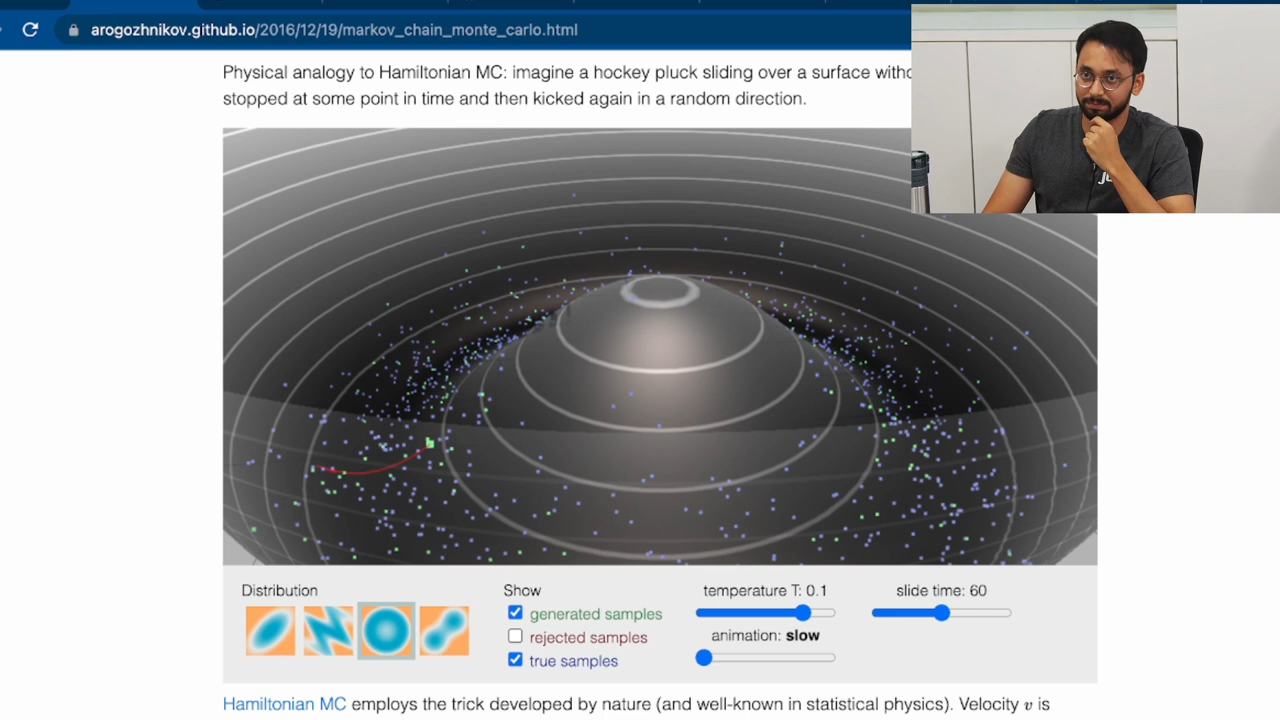 arogozhnikov.github.io/2016/12/19/markov_chain_monte_carlo.html
Physical analogy to Hamiltonian MC: imagine a hockey pluck sliding over a surface
stopped at some point in time and then kicked again in a random direction.
Distribution
Show
temperature T: 0.1
slide time: 60
generated samples
rejected samples
animation: slow
true samples
Hamiltonian MC employs the trick developed by nature (and well-known in statistical physics). Velocity v is